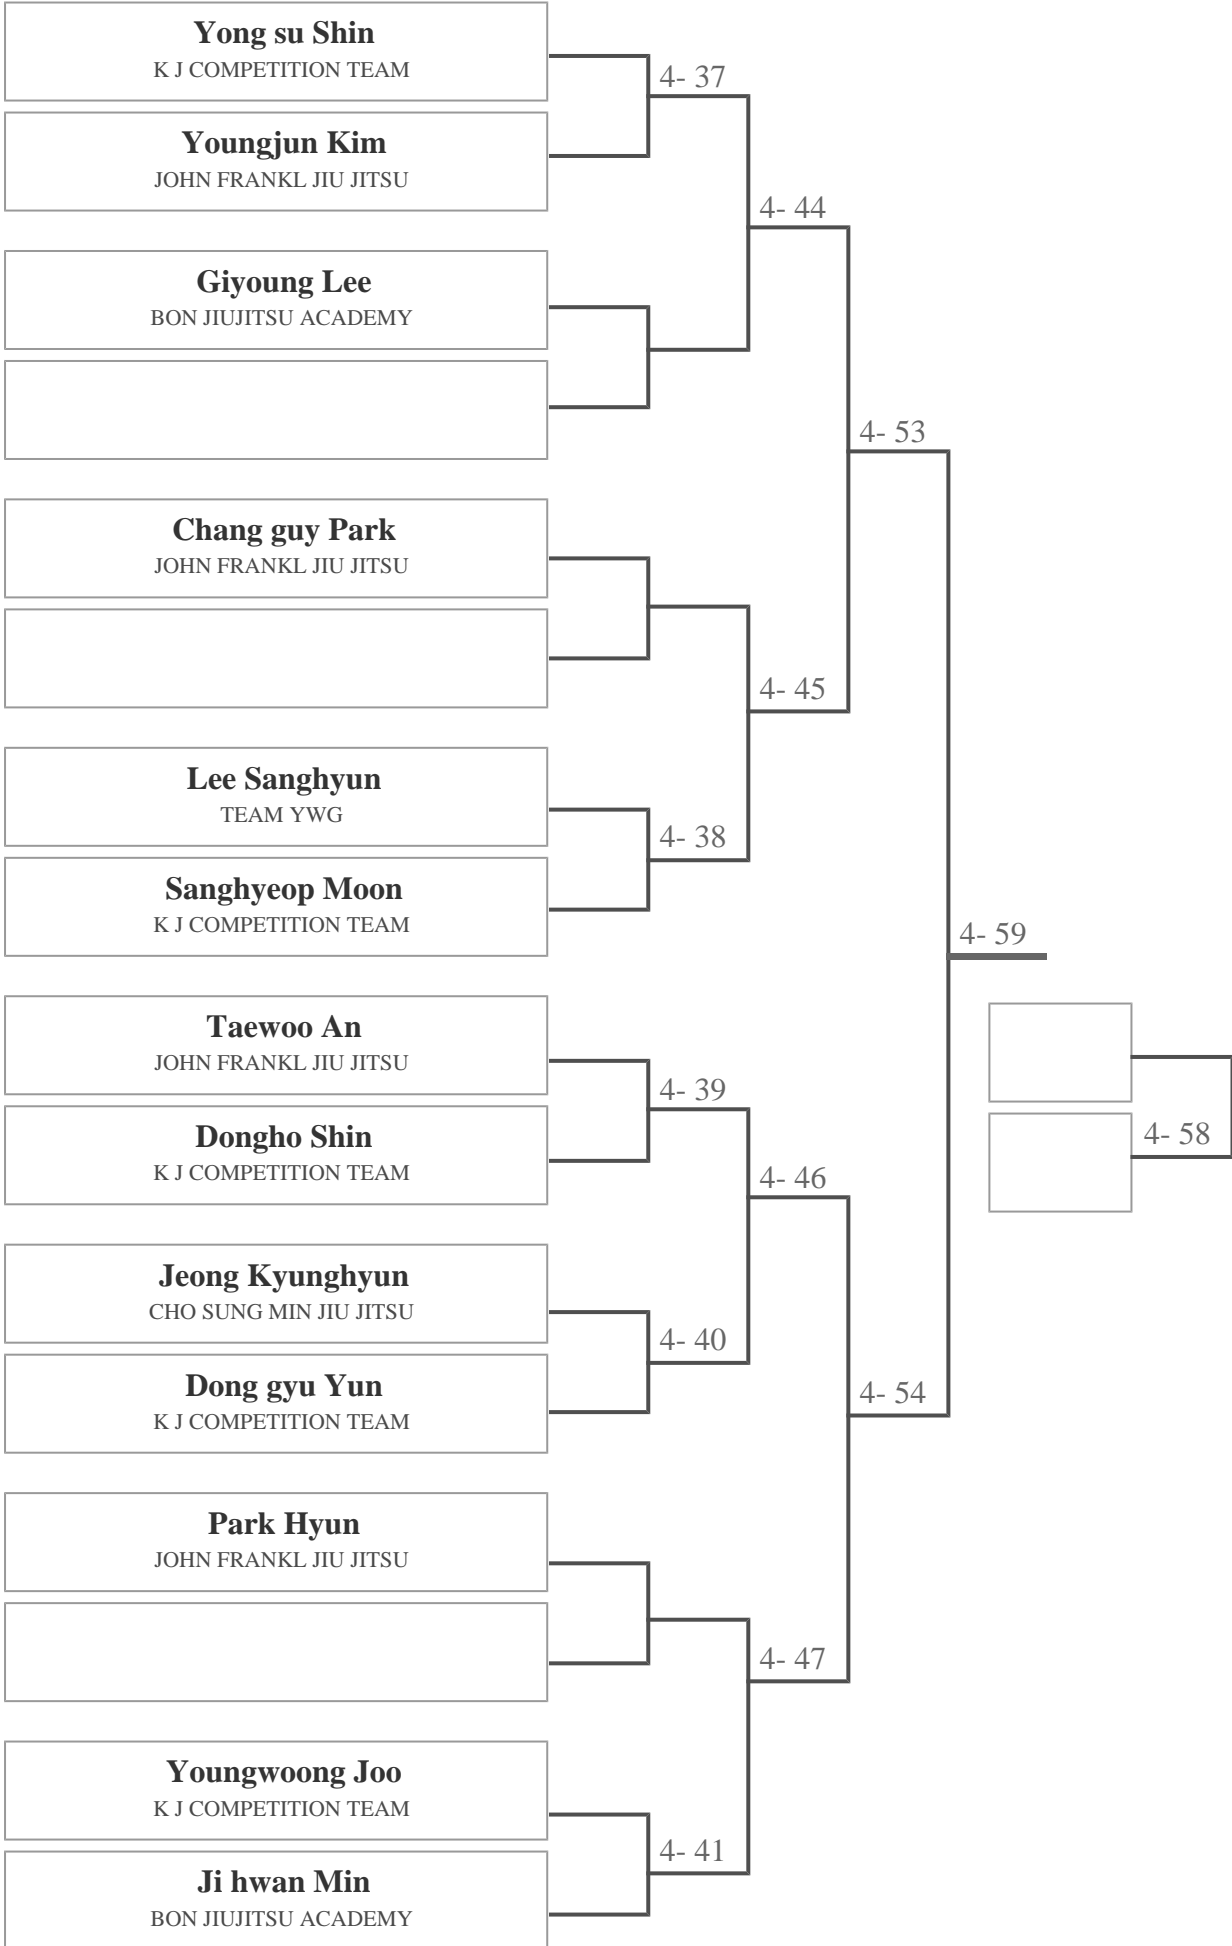 Yong su Shin
K J COMPETITION TEAM
4- 37
Youngjun Kim
JOHN FRANKL JIU JITSU
4- 44
Giyoung Lee
BON JIUJITSU ACADEMY
4- 53
Chang guy Park
JOHN FRANKL JIU JITSU
4- 45
Lee Sanghyun
TEAM YWG
4- 38
Sanghyeop Moon
K J COMPETITION TEAM
4- 59
Taewoo An
JOHN FRANKL JIU JITSU
4- 39
Dongho Shin
K J COMPETITION TEAM
4- 58
4- 46
Jeong Kyunghyun
CHO SUNG MIN JIU JITSU
4- 40
Dong gyu Yun
K J COMPETITION TEAM
4- 54
Park Hyun
JOHN FRANKL JIU JITSU
4- 47
Youngwoong Joo
K J COMPETITION TEAM
4- 41
Ji hwan Min
BON JIUJITSU ACADEMY